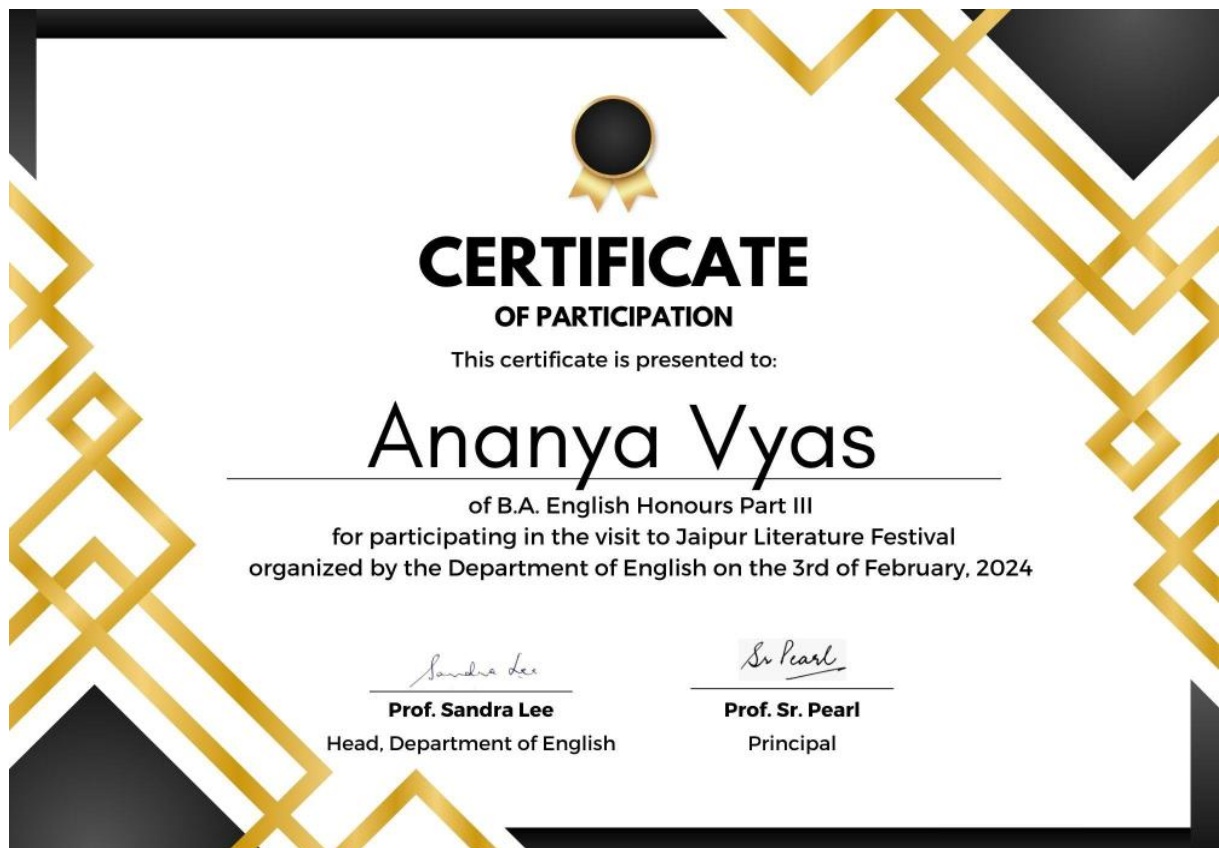 CERTIFICATE
OF PARTICIPATION
This certificate is presented to:
Ananya Vyas
of B.A. English Honours Part III
for participating in the visit to Jaipur Literature Festival
organized by the Department of English on the 3rd of February, 2024
Sandra Lee
Sr Pearl
Prof. Sandra Lee
Prof. Sr. Pearl
Head, Department of English
Principal